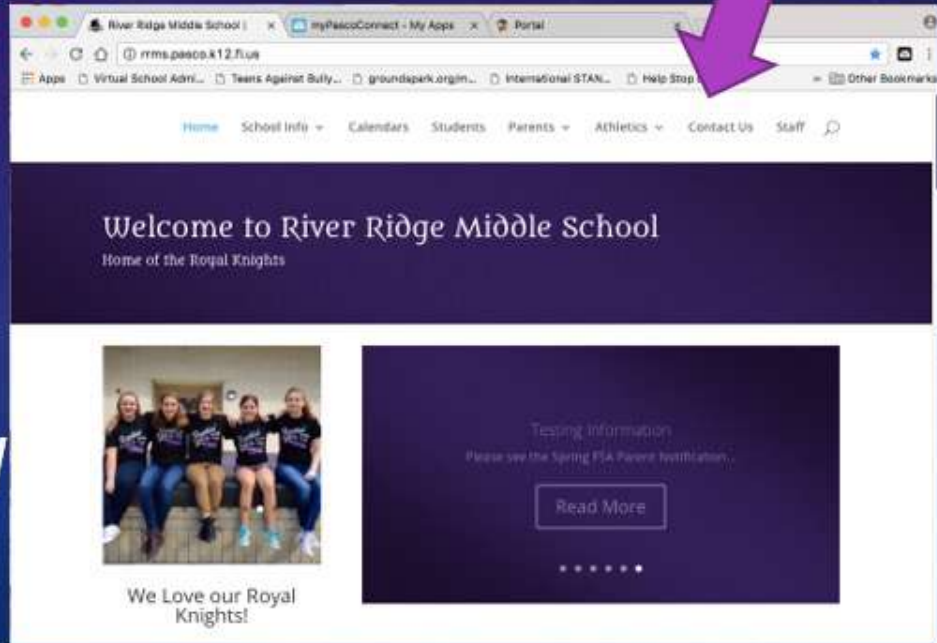 River Ridge Middle School |
myPascoConnect - My Apps
Portal
rrms.pasco.k12.fl.us
Apps
Virtual School Admi...
Teens Against Bully...
groundspark.org/in...
International STAN...
Help Stop
Other Bookmarks
Home School Info Calendars Students Parents Athletics Contact Us Staff
Welcome to River Ridge Middle School
Home of the Royal Knights
Testing Information
Please see the Spring FSA Parent Notification...
Read More
We Love our Royal
Knights!